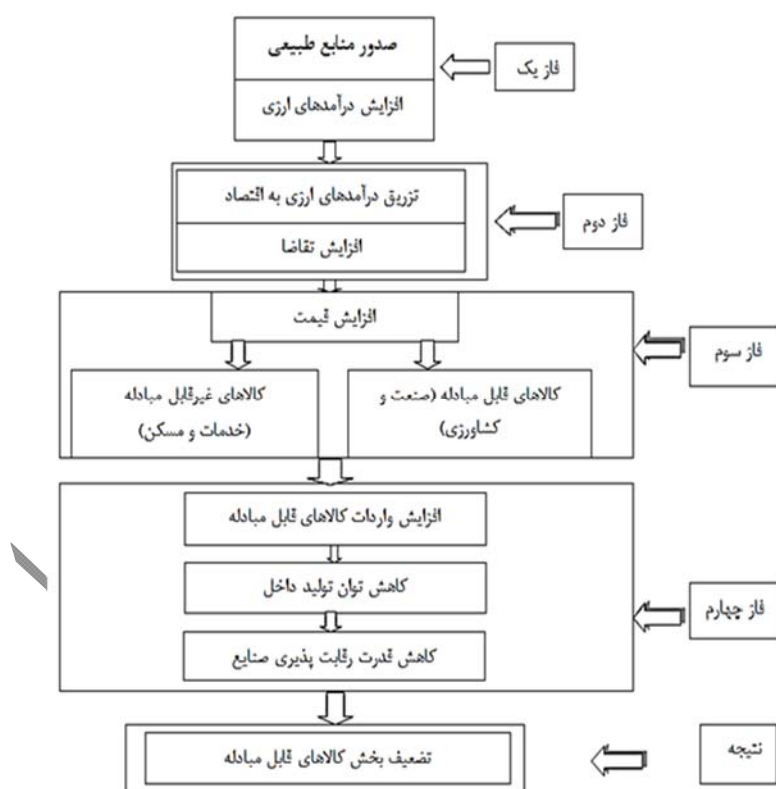 صدور منابع طبیعی
فاز یک
افزایش درآمدهای ارزی
تزریق درآمدهای ارزی به اقتصاد
فاز دوم
افزایش تقاضا
افزایش قیمت
فاز سوم
کالاهای قابل مبادله (صنعت و
کشاورزی)
کالاهای غیرقابل مبادله
(خدمات و مسکن)
افزایش واردات کالاهای قابل مبادله
کاهش توان تولید داخل
فاز چهارم
کاهش قدرت رقابت پذیری صنایع
نتیجه
تضعیف بخش کالاهای قابل مبادله